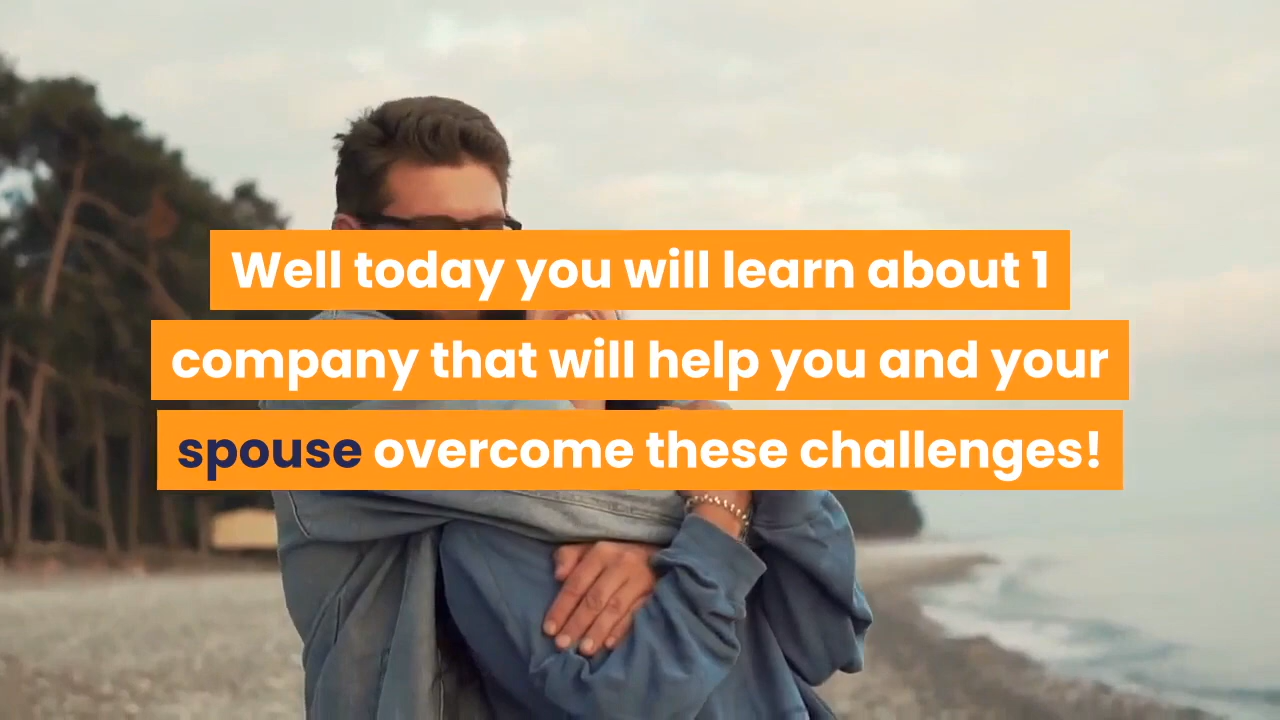 Well today you will learn about 1
company that will help you and your
spouse overcome these challenges!